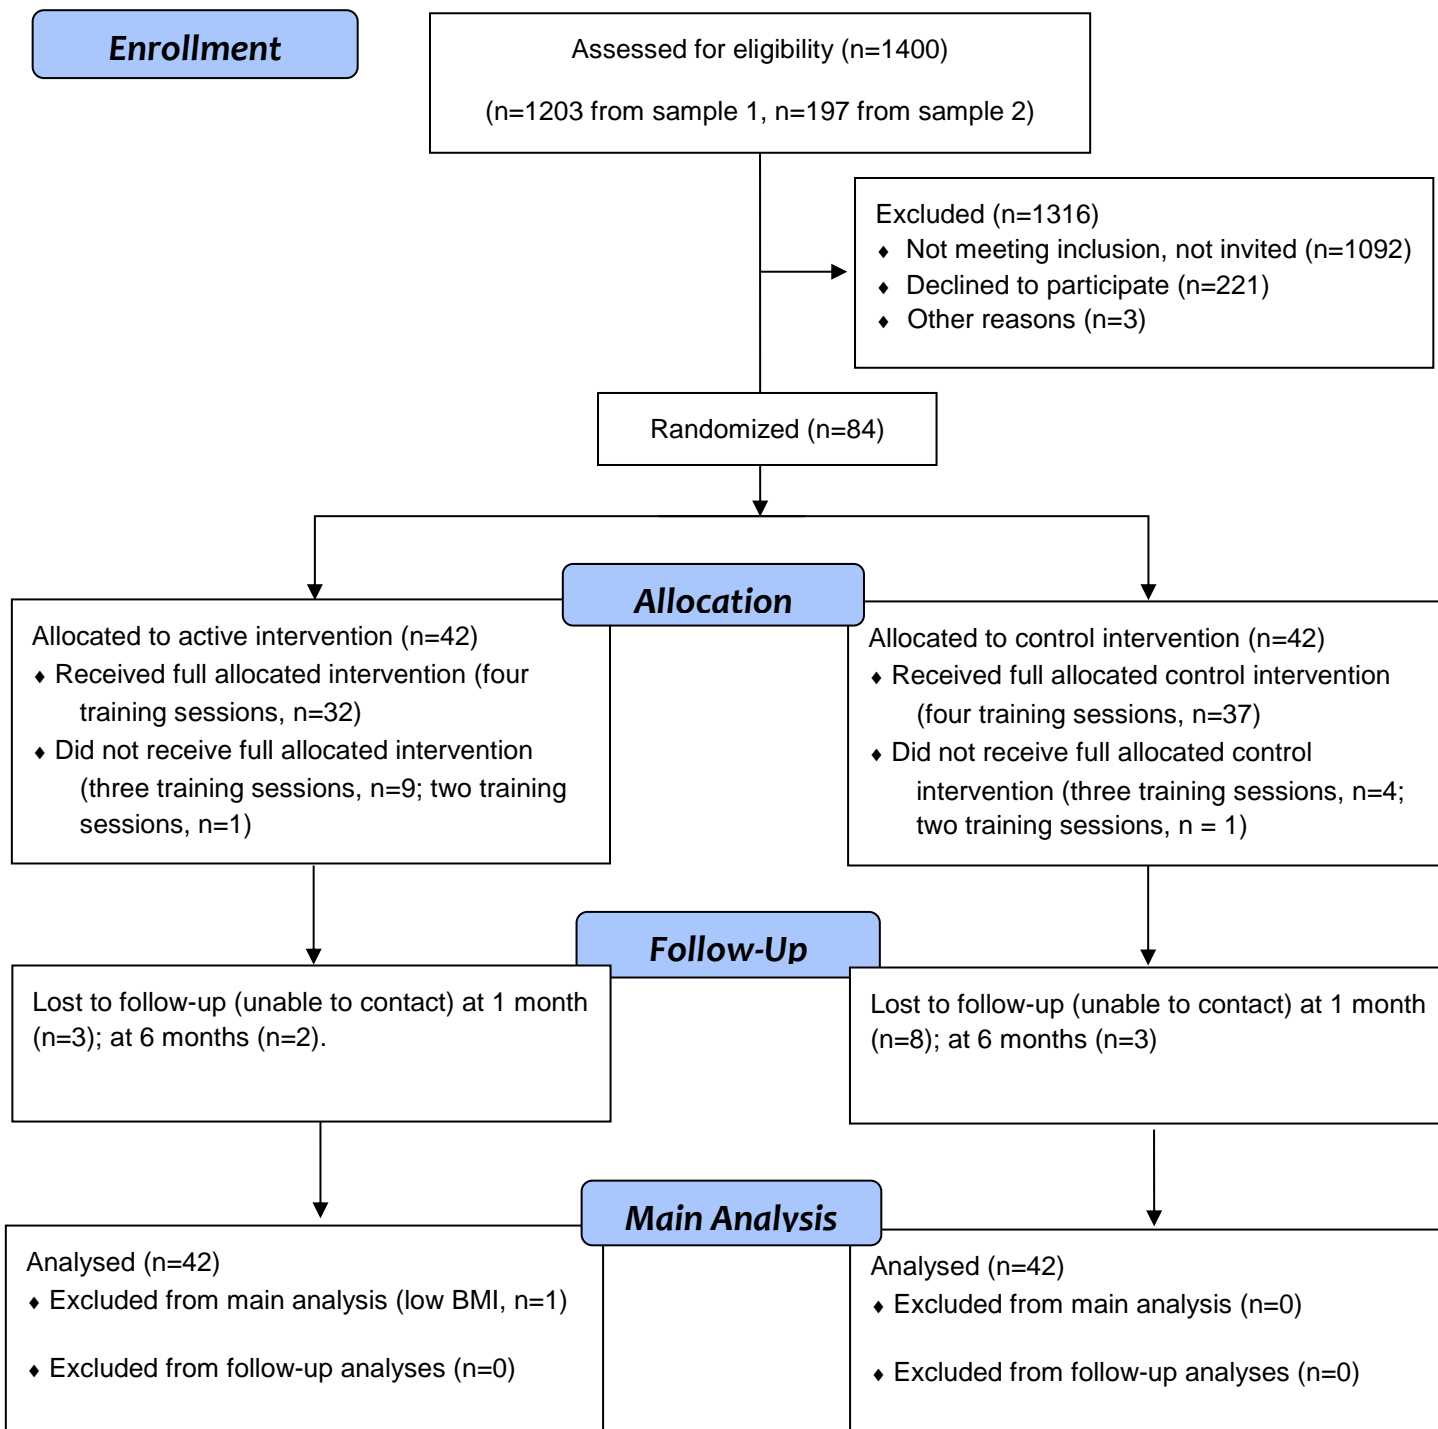 Enrollment
Assessed for eligibility (n=1400)
(n=1203 from sample 1, n=197 from sample 2)
Excluded (n=1316)
♦ Not meeting inclusion, not invited (n=1092)
♦ Declined to participate (n=221)
♦ Other reasons (n=3)
Randomized (n=84)
Allocation
Allocated to active intervention (n=42)
♦ Received full allocated intervention (four
training sessions, n=32)
♦ Did not receive full allocated intervention
(three training sessions, n=9; two training
sessions, n=1)
Allocated to control intervention (n=42)
♦ Received full allocated control intervention
(four training sessions, n=37)
♦ Did not receive full allocated control
intervention (three training sessions, n=4;
two training sessions, n = 1)
Follow-Up
Lost to follow-up (unable to contact) at 1 month
(n=3); at 6 months (n=2).
Lost to follow-up (unable to contact) at 1 month
(n=8); at 6 months (n=3)
Main Analysis
Analysed (n=42)
♦ Excluded from main analysis (low BMI, n=1)
♦ Excluded from follow-up analyses (n=0)
Analysed (n=42)
♦ Excluded from main analysis (n=0)
♦ Excluded from follow-up analyses (n=0)